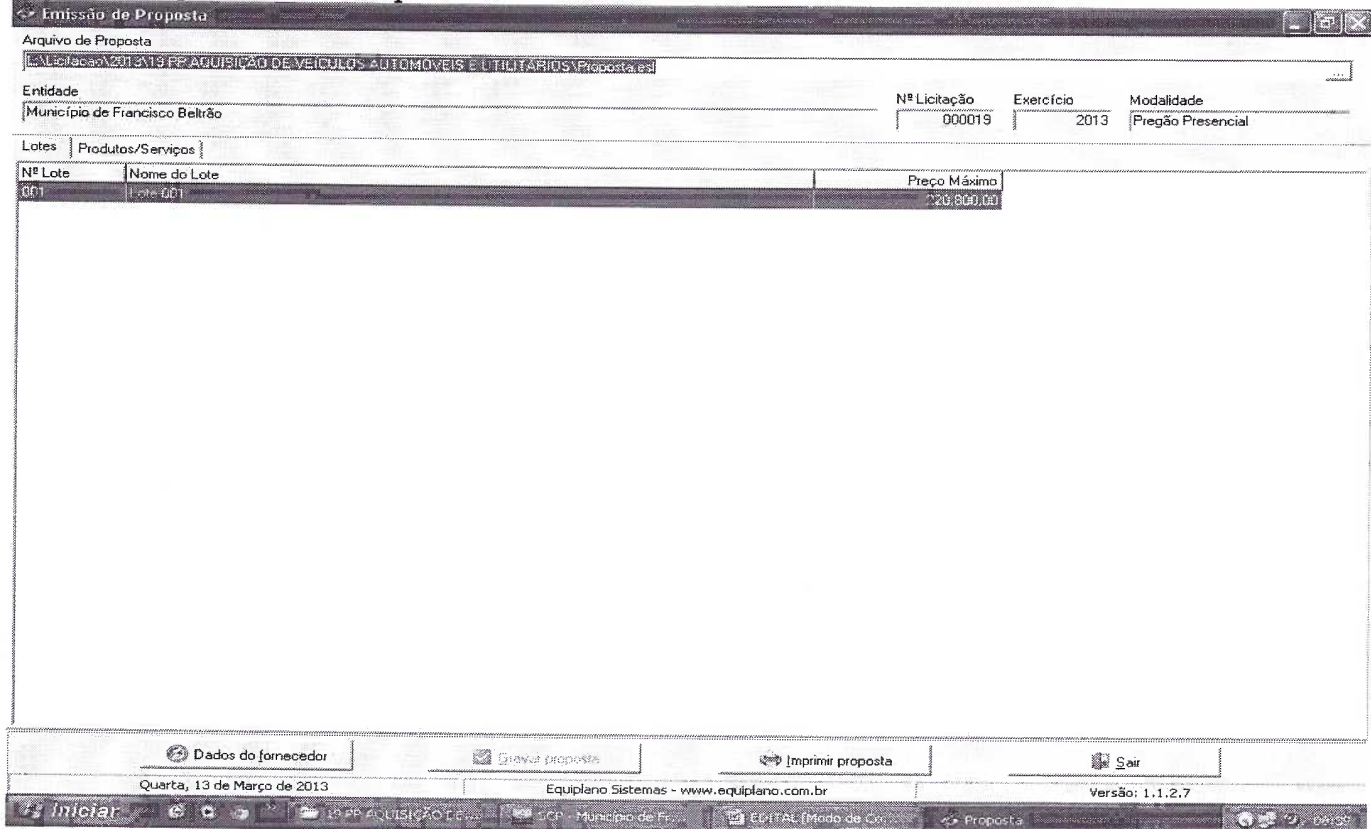 Emissão de Proposta
Arquivo de Proposta
L:\Licitacao\2013\19 PP AQUISIÇÃO DE VEICULOS AUTOMOVEIS E UTILITARIOS\Proposta.esl
...
Entidade
Nº Licitação Exercício Modalidade
Município de Francisco Beltrão 000019 2013 Pregão Presencial
Lotes Produtos/Serviços
Nº Lote Nome do Lote Preço Máximo
001 Lote 001 220.800,00
Dados do fornecedor Gravar proposta Imprimir proposta Sair
Quarta, 13 de Março de 2013 Equiplano Sistemas - www.equiplano.com.br Versão: 1.1.2.7
Iniciar 19 PP AQUISIÇÃO DE... SCP - Município de Fr... EDITAL [Modo de Co... Proposta